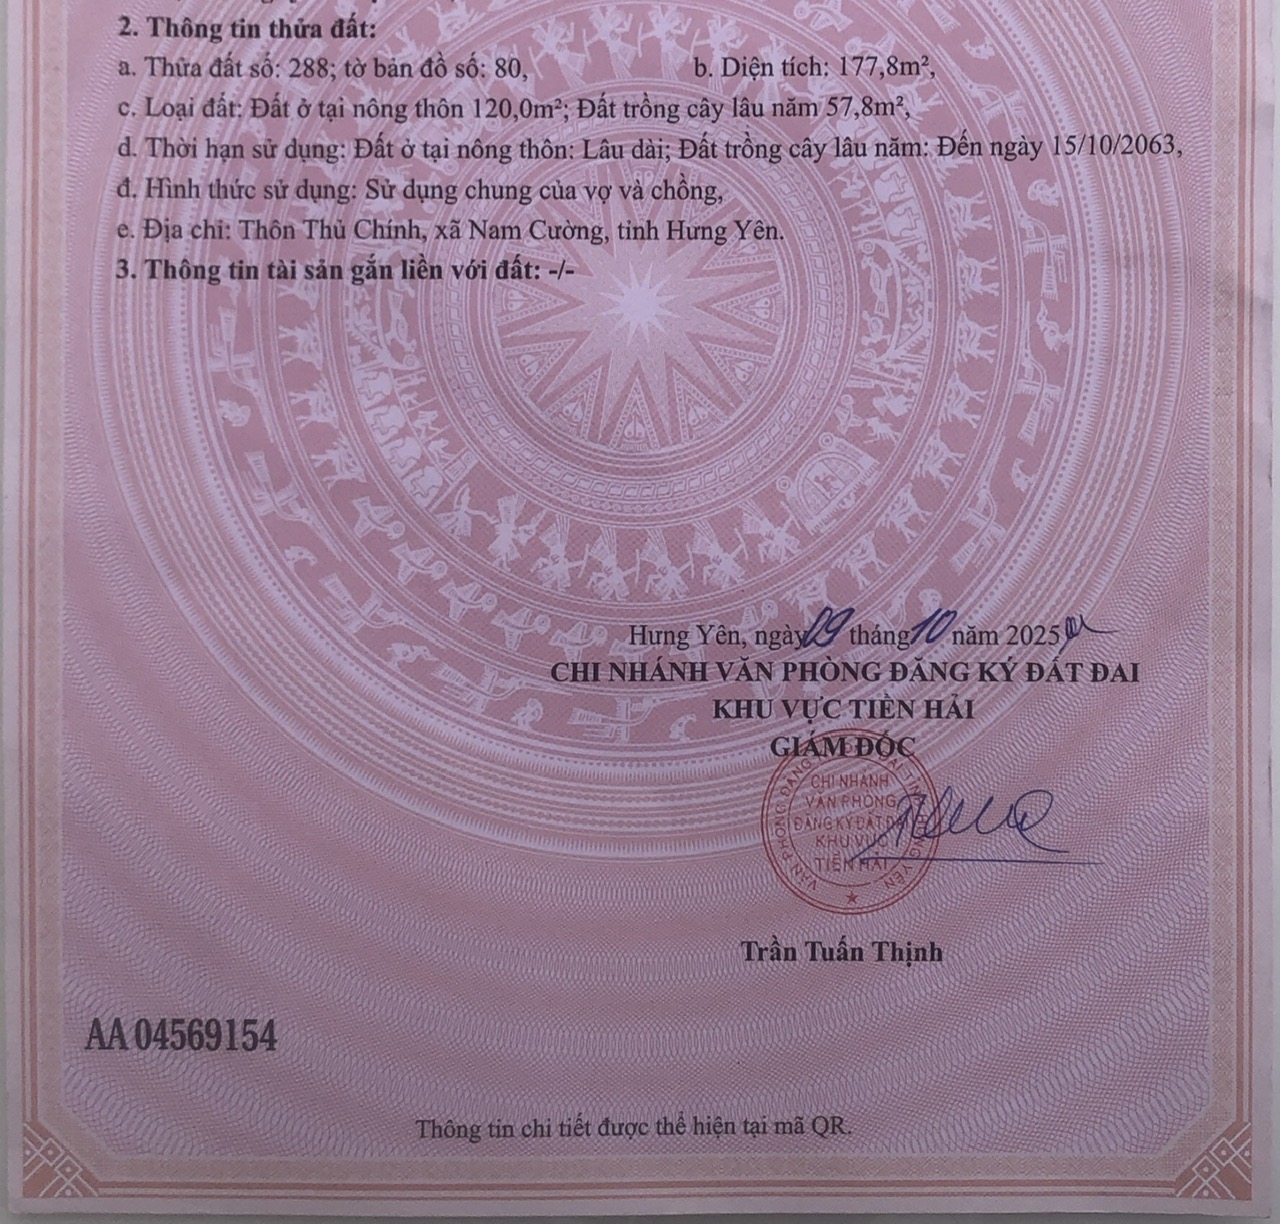 2. Thông tin thửa đất:
a. Thửa đất số: 288; tờ bản đồ số: 80, b. Diện tích: 177,8m²,
c. Loại đất: Đất ở tại nông thôn 120,0m²; Đất trồng cây lâu năm 57,8m²,
d. Thời hạn sử dụng: Đất ở tại nông thôn: Lâu dài; Đất trồng cây lâu năm: Đến ngày 15/10/2063,
đ. Hình thức sử dụng: Sử dụng chung của vợ và chồng,
e. Địa chỉ: Thôn Thủ Chính, xã Nam Cường, tỉnh Hưng Yên.
3. Thông tin tài sản gắn liền với đất: -/-
Hưng Yên, ngày 09 tháng 10 năm 2025
CHI NHÁNH VĂN PHÒNG ĐĂNG KÝ ĐẤT ĐAI
KHU VỰC TIỀN HẢI
GIÁM ĐỐC
CHI NHÁNH
VĂN PHÒNG
ĐĂNG KÝ ĐẤT
KHU VỰC
TIỀN HẢI
Trần Tuấn Thịnh
AA 04569154
Thông tin chi tiết được thể hiện tại mã QR.